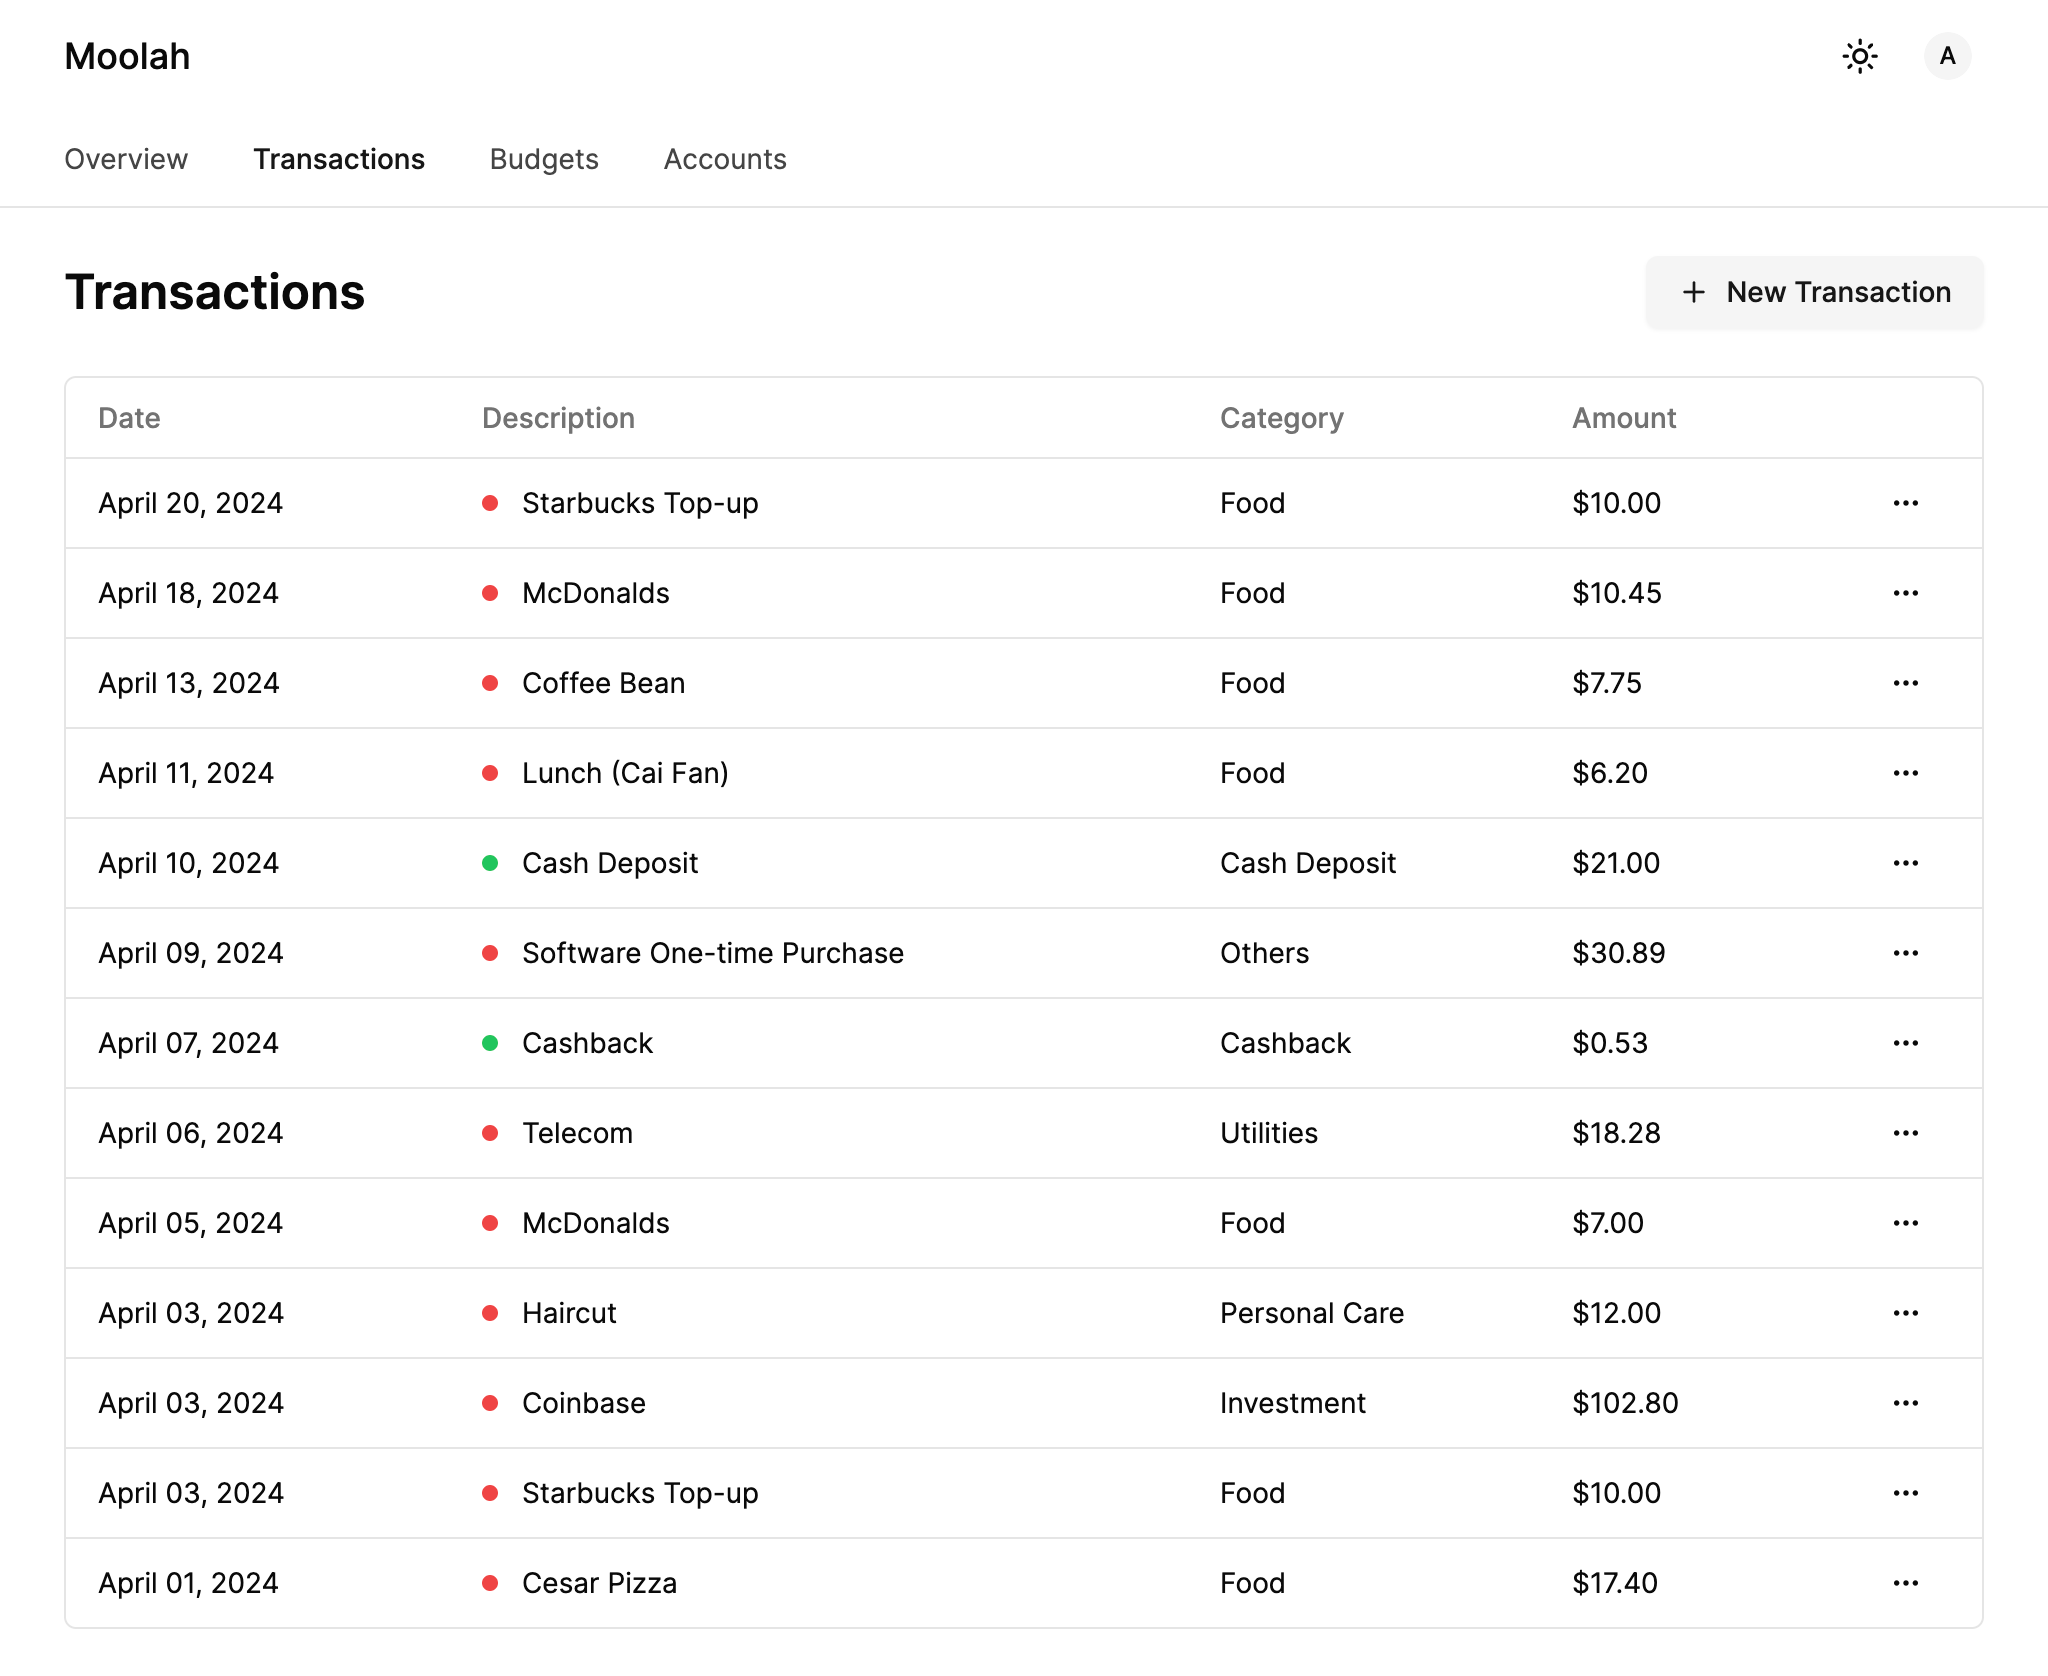 Moolah
A
Overview Transactions Budgets Accounts
Transactions
+ New Transaction
Date Description Category Amount
April 20, 2024 Starbucks Top-up Food $10.00
April 18, 2024 McDonalds Food $10.45
April 13, 2024 Coffee Bean Food $7.75
April 11, 2024 Lunch (Cai Fan) Food $6.20
April 10, 2024 Cash Deposit Cash Deposit $21.00
April 09, 2024 Software One-time Purchase Others $30.89
April 07, 2024 Cashback Cashback $0.53
April 06, 2024 Telecom Utilities $18.28
April 05, 2024 McDonalds Food $7.00
April 03, 2024 Haircut Personal Care $12.00
April 03, 2024 Coinbase Investment $102.80
April 03, 2024 Starbucks Top-up Food $10.00
April 01, 2024 Cesar Pizza Food $17.40